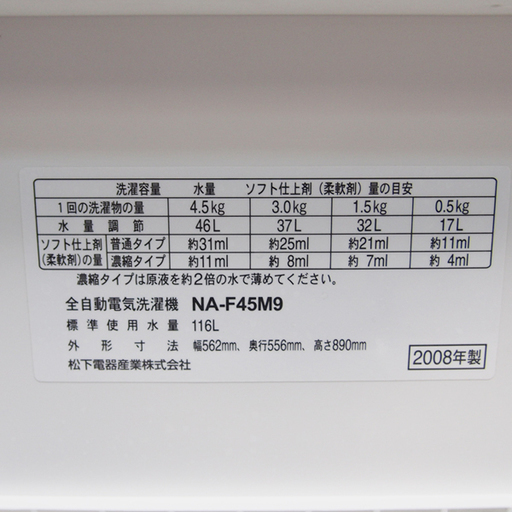 洗濯容量 水量 ソフト仕上剤（柔軟剤）量の目安
1回の洗濯物の量 4.5kg 3.0kg 1.5kg 0.5kg
水量調節 46L 37L 32L 17L
ソフト仕上剤 普通タイプ 約31ml 約25ml 約21ml 約11ml
（柔軟剤）の量 濃縮タイプ 約11ml 約 8ml 約 7ml 約 4ml
濃縮タイプは原液を約2倍の水で薄めてください。
全自動電気洗濯機 NA-F45M9
標準使用水量 116L
外形寸法 幅562mm、奥行556mm、高さ890mm
松下電器産業株式会社
2008年製